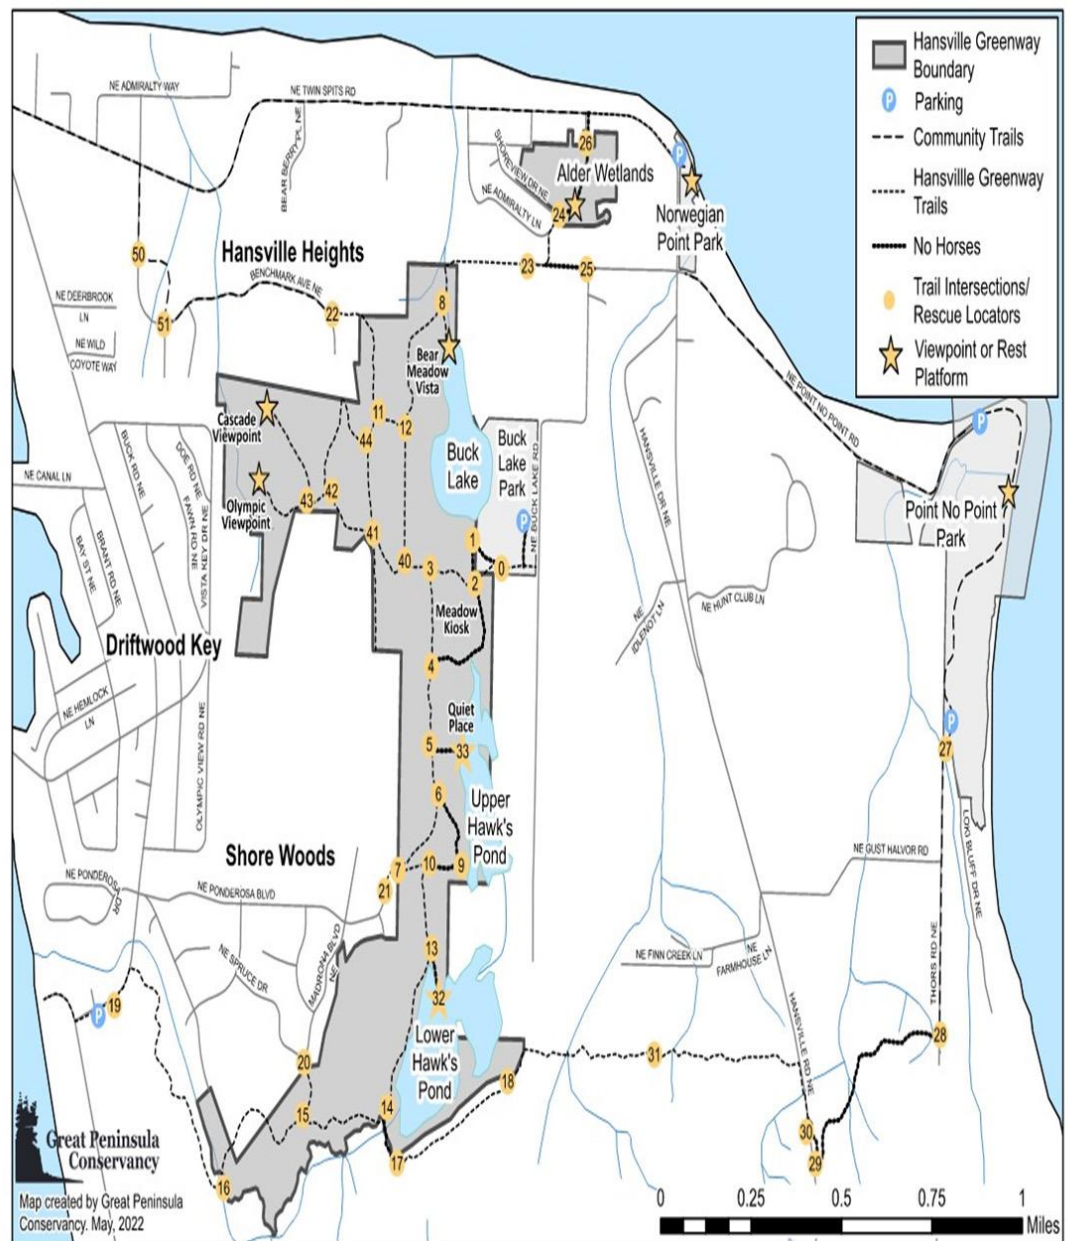 Hansville Greenway
Boundary
Parking
Community Trails
Hansvillle Greenway
Trails
No Horses
Trail Intersections/
Rescue Locators
Viewpoint or Rest
Platform
NE ADMIRALTY WAY
NE TWIN SPITS RD
BEAR BERRY PL NE
SHOREVIEW DR NE
NE ADMIRALTY LN
26
Alder Wetlands
24
P
Norwegian
Point Park
Hansville Heights
BENCHMARK AVE NE
50
51
22
23
25
8
NE DEERBROOK
LN
NE WILD
COYOTE WAY
Bear
Meadow
Vista
NE POINT NO POINT RD
Cascade
Viewpoint
11
12
44
Buck
Lake
Buck
Lake
Park
NE BUCK LAKE RD
P
P
HANSVILLE DR NE
NE CANAL LN
BUCK RD NE
DOE RD NE
FAWN RD NE
VISTA KEY DR NE
Olympic
Viewpoint
43
42
41
40
3
1
2
0
Point No Point
Park
BAY ST NE
BRANT RD NE
Meadow
Kiosk
NE HUNT CLUB LN
NE
IDLENOT LN
Driftwood Key
4
NE HEMLOCK
LN
OLYMPIC VIEW RD NE
Quiet
Place
5
33
P
27
6
Upper
Hawk's
Pond
Shore Woods
7
10
9
21
NE GUST HALVOR RD
LOIG BLUFF DR NE
NE PONDEROSA
DR
NE PONDEROSA BLVD
NE SPRUCE DR
MADRONA BLVD
NE
13
32
NE FINN CREEK LN
NE
FARMHOUSE LN
THORS RD NE
HANSVILLE RD NE
P
19
Lower
Hawk's
Pond
20
15
14
18
31
28
30
29
17
16
Great Peninsula
Conservancy
Map created by Great Peninsula
Conservancy. May, 2022
0
0.25
0.5
0.75
1
Miles